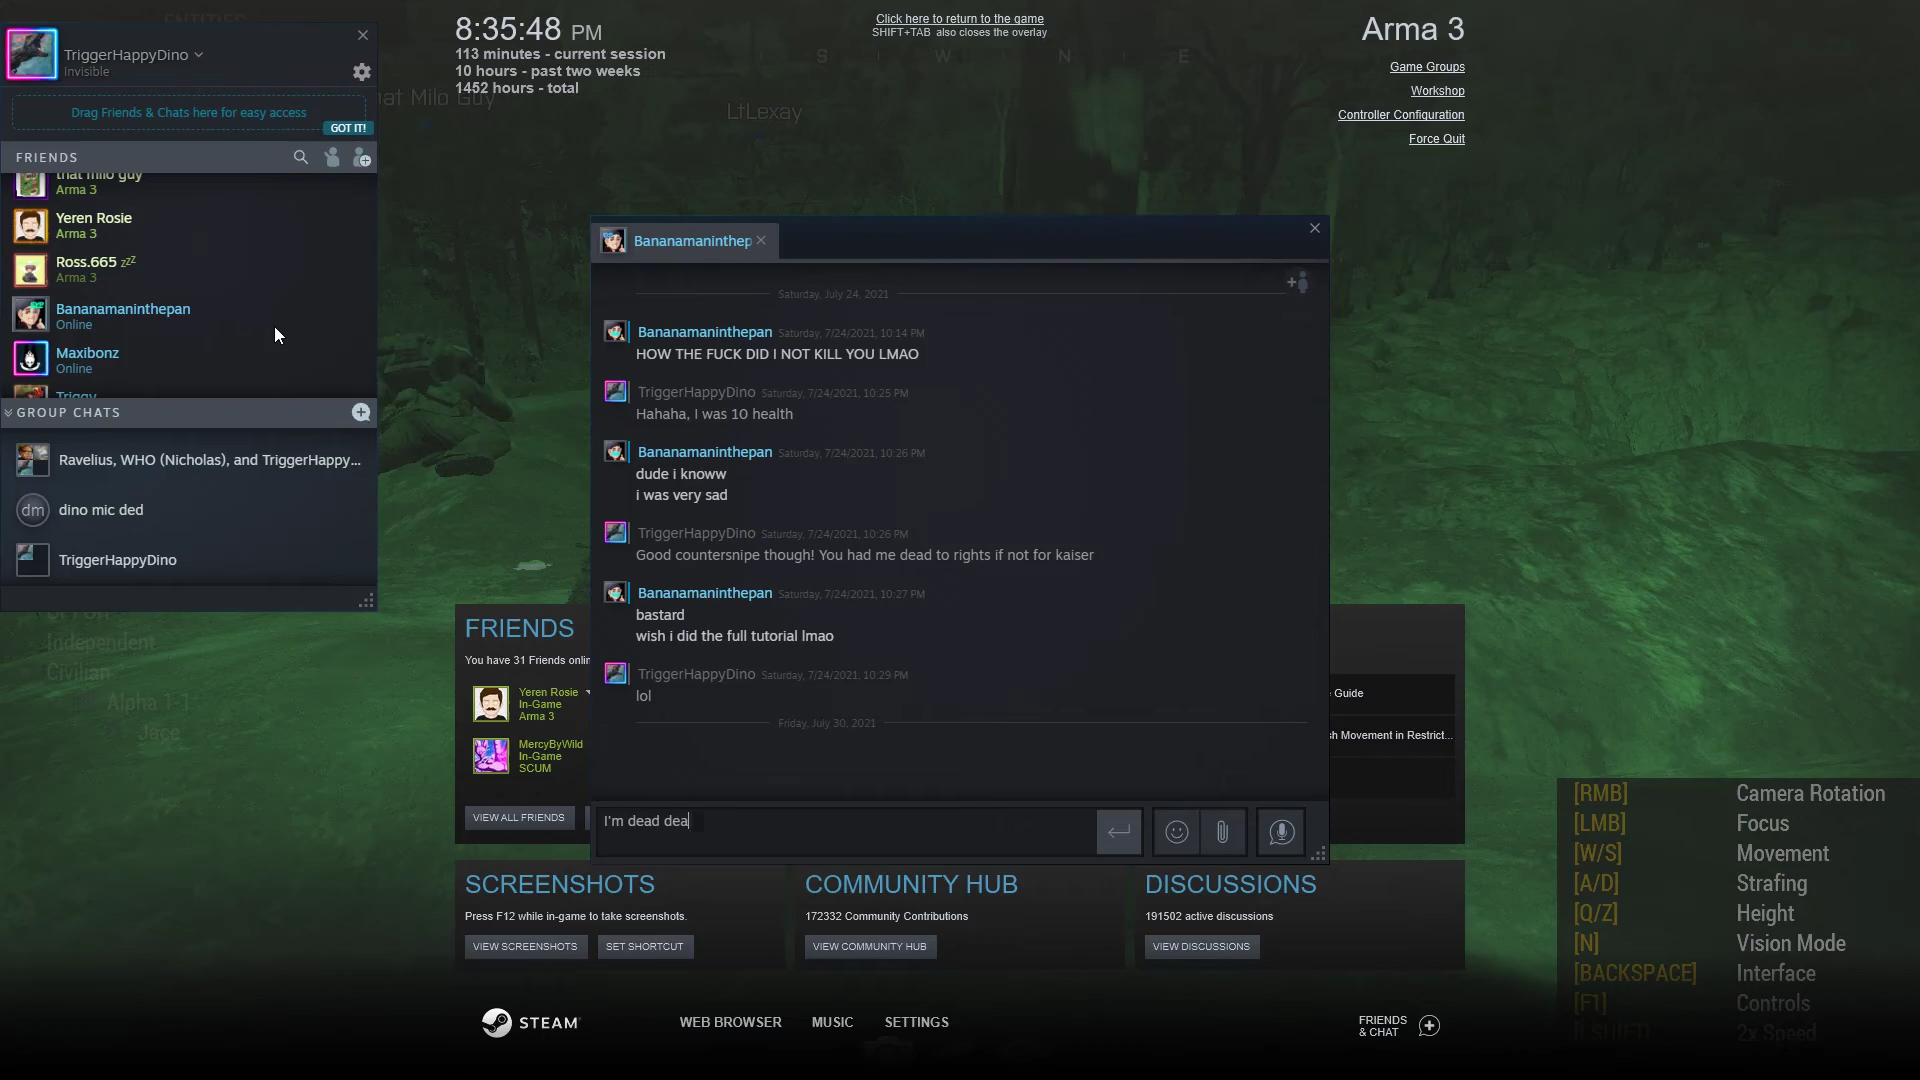 TriggerHappyDino
Invisible
Drag Friends & Chats here for easy access
GOT IT!
FRIENDS
that milo guy
Arma 3
Yeren Rosie
Arma 3
Ross.665 zzz
Arma 3
Bananamaninthepan
Online
Maxibonz
Online
Triggy
GROUP CHATS
Ravelius, WHO (Nicholas), and TriggerHappy...
dm
dino mic ded
TriggerHappyDino
Independent
Civilian
Alpha 1-1
Jace
8:35:48 PM
113 minutes - current session
10 hours - past two weeks
1452 hours - total
Milo Guy
LtLexay
Click here to return to the game
SHIFT+TAB also closes the overlay
S W N E
Arma 3
Game Groups
Workshop
Controller Configuration
Force Quit
Bananamaninthep
Saturday, July 24, 2021
Bananamaninthepan Saturday, 7/24/2021, 10:14 PM
HOW THE FUCK DID I NOT KILL YOU LMAO
TriggerHappyDino Saturday, 7/24/2021, 10:25 PM
Hahaha, I was 10 health
Bananamaninthepan Saturday, 7/24/2021, 10:26 PM
dude i knoww
i was very sad
TriggerHappyDino Saturday, 7/24/2021, 10:26 PM
Good countersnipe though! You had me dead to rights if not for kaiser
Bananamaninthepan Saturday, 7/24/2021, 10:27 PM
bastard
wish i did the full tutorial lmao
TriggerHappyDino Saturday, 7/24/2021, 10:29 PM
lol
Friday, July 30, 2021
I'm dead dea
FRIENDS
You have 31 Friends onlin
Yeren Rosie
In-Game
Arma 3
MercyByWild
In-Game
SCUM
VIEW ALL FRIENDS
Guide
sh Movement in Restrict...
SCREENSHOTS
Press F12 while in-game to take screenshots.
VIEW SCREENSHOTS
SET SHORTCUT
COMMUNITY HUB
172332 Community Contributions
VIEW COMMUNITY HUB
DISCUSSIONS
191502 active discussions
VIEW DISCUSSIONS
STEAM
WEB BROWSER
MUSIC
SETTINGS
FRIENDS
& CHAT
[RMB] Camera Rotation
[LMB] Focus
[W/S] Movement
[A/D] Strafing
[Q/Z] Height
[N] Vision Mode
[BACKSPACE] Interface
[F1] Controls
[LSHIFT] 2x Speed